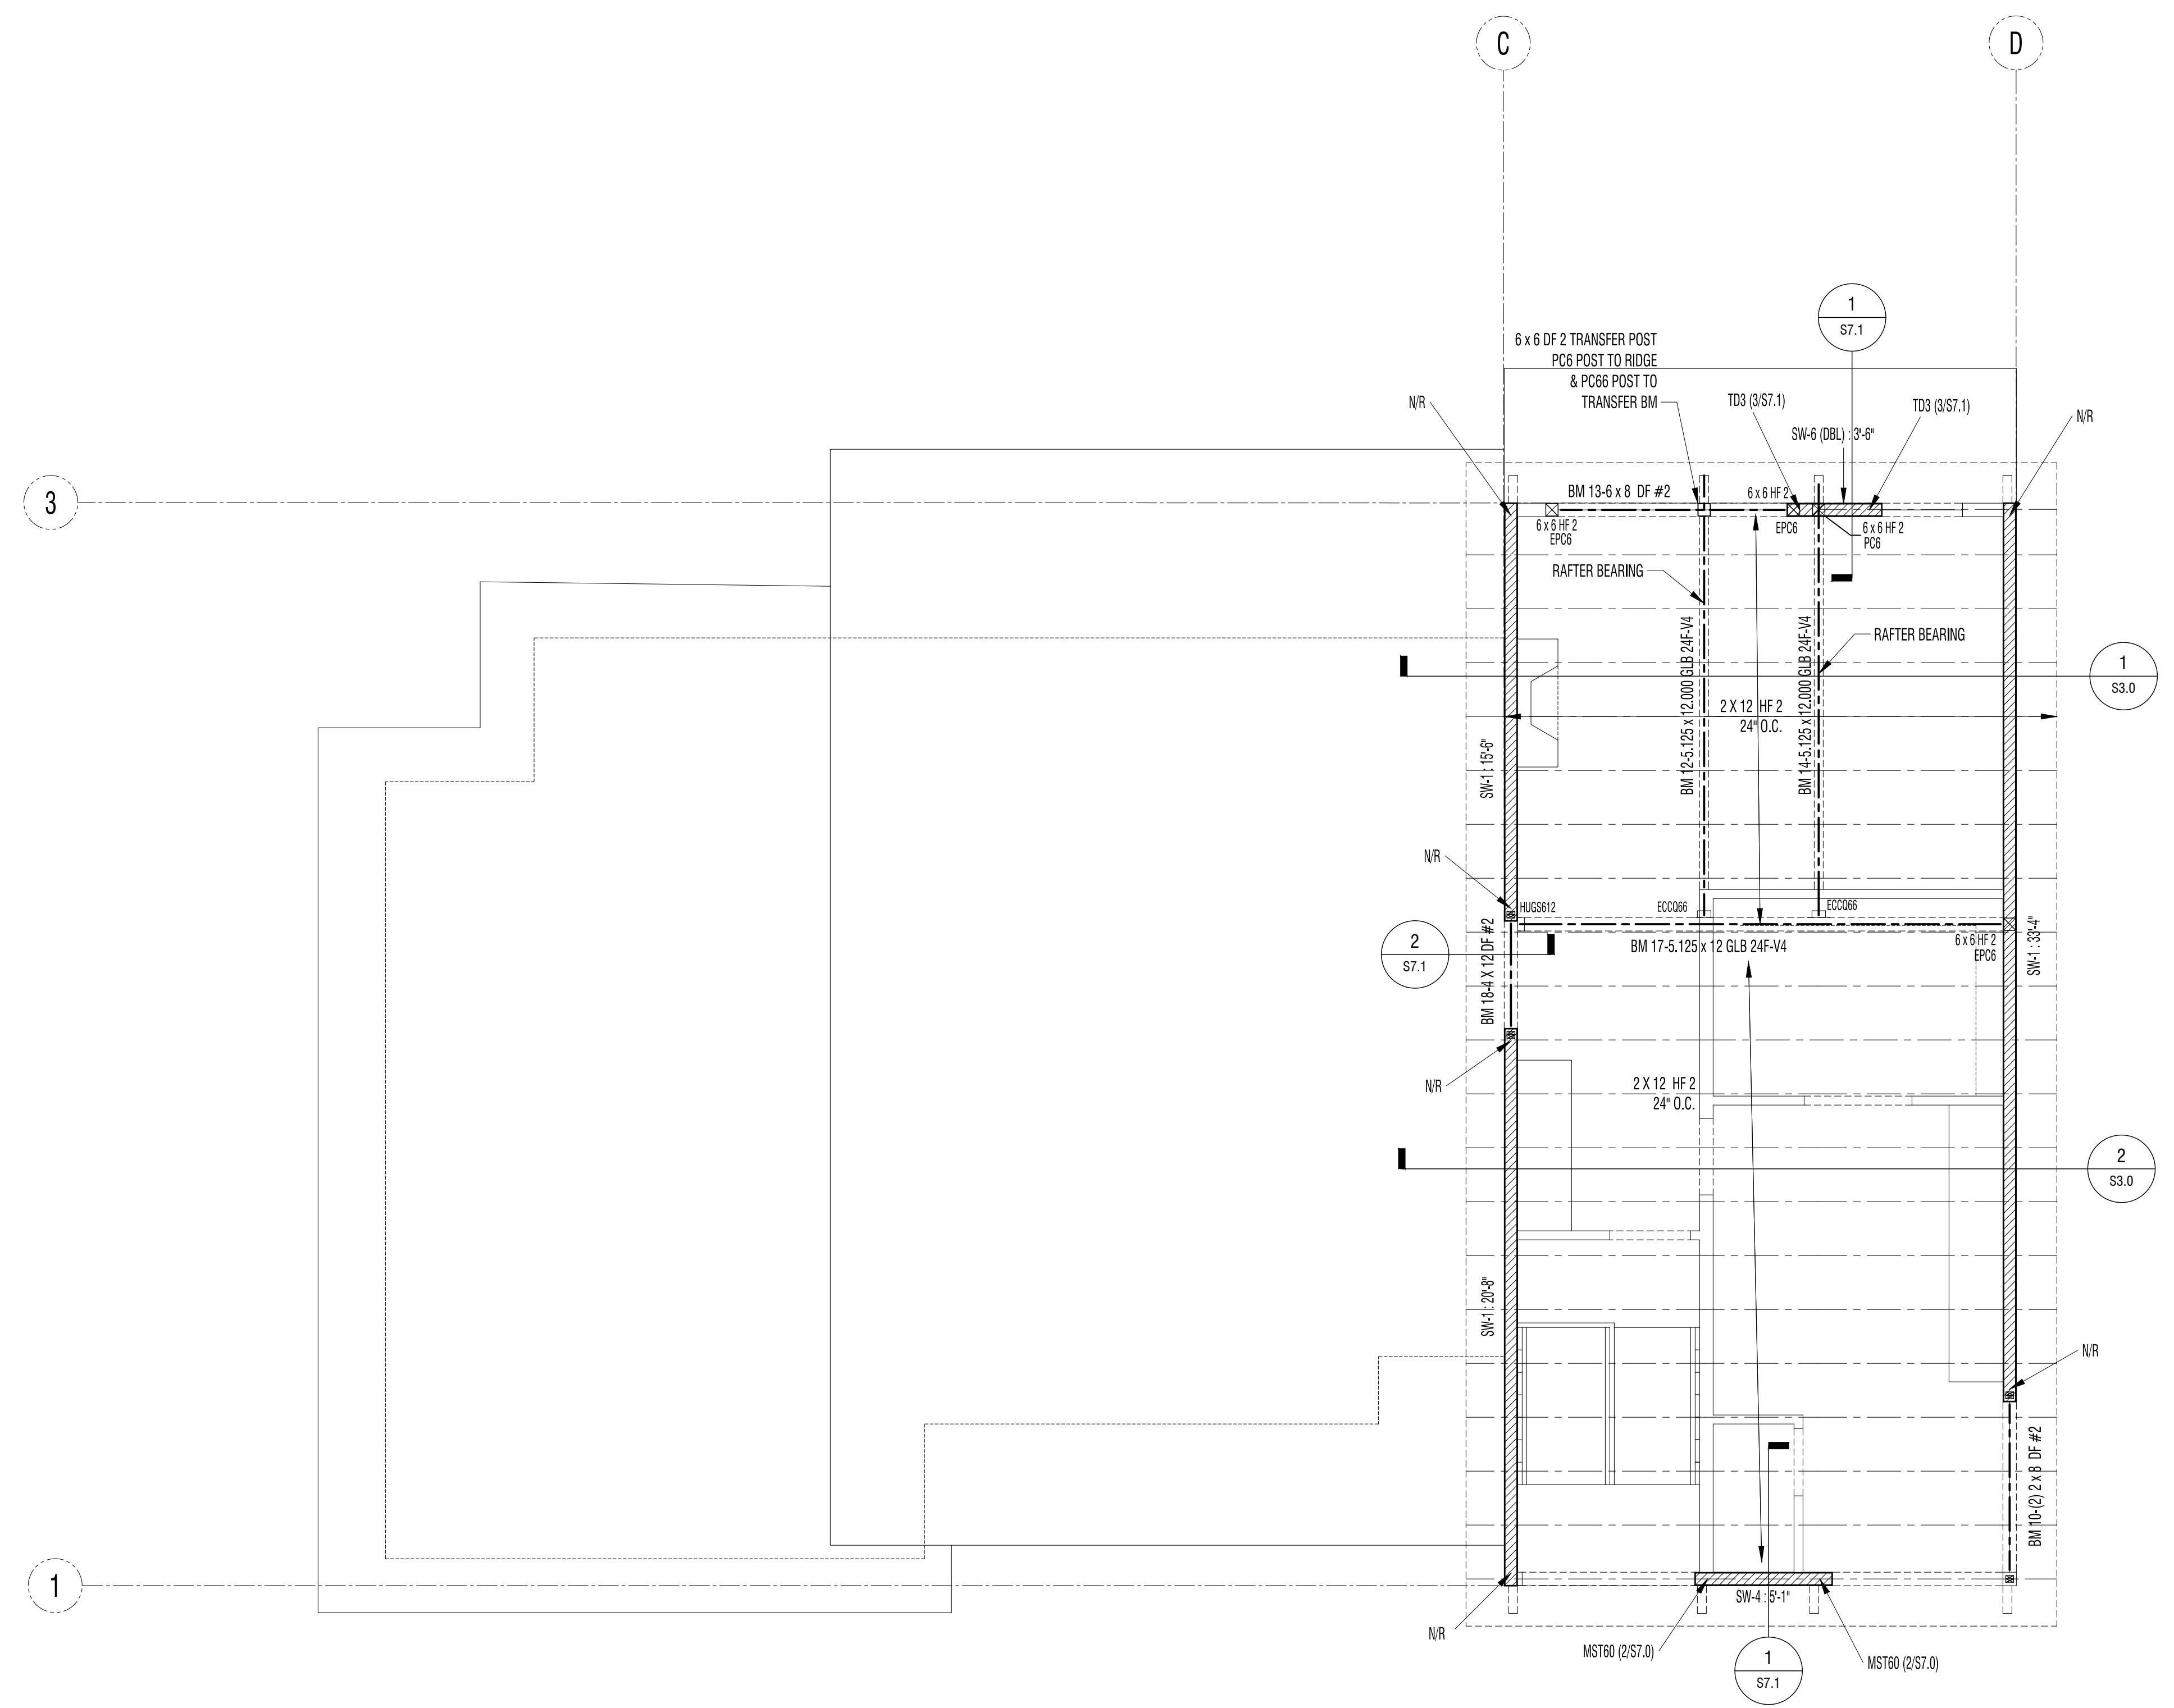 C
D
1
S7.1
6 x 6 DF 2 TRANSFER POST
PC6 POST TO RIDGE
& PC66 POST TO
TRANSFER BM
N/R
TD3 (3/S7.1)
TD3 (3/S7.1)
N/R
SW-6 (DBL) : 3'-6"
3
BM 13-6 x 8 DF #2
6 x 6 HF 2
6 x 6 HF 2
EPC6
EPC6
6 x 6 HF 2
PC6
RAFTER BEARING
RAFTER BEARING
1
S3.0
BM 12-5.125 x 12.000 GLB 24F-V4
BM 14-5.125 x 12.000 GLB 24F-V4
2 X 12 HF 2
24" O.C.
SW-1 : 15'-6"
N/R
HUGS612
ECCQ66
ECCQ66
2
S7.1
BM 18-4 X 12 DF #2
BM 17-5.125 x 12 GLB 24F-V4
6 x 6 HF 2
EPC6
SW-1 : 33'-4"
N/R
2 X 12 HF 2
24" O.C.
2
S3.0
SW-1 : 20'-8"
N/R
BM 10-(2) 2 x 8 DF #2
1
SW-4 : 5'-1"
N/R
MST60 (2/S7.0)
MST60 (2/S7.0)
1
S7.1